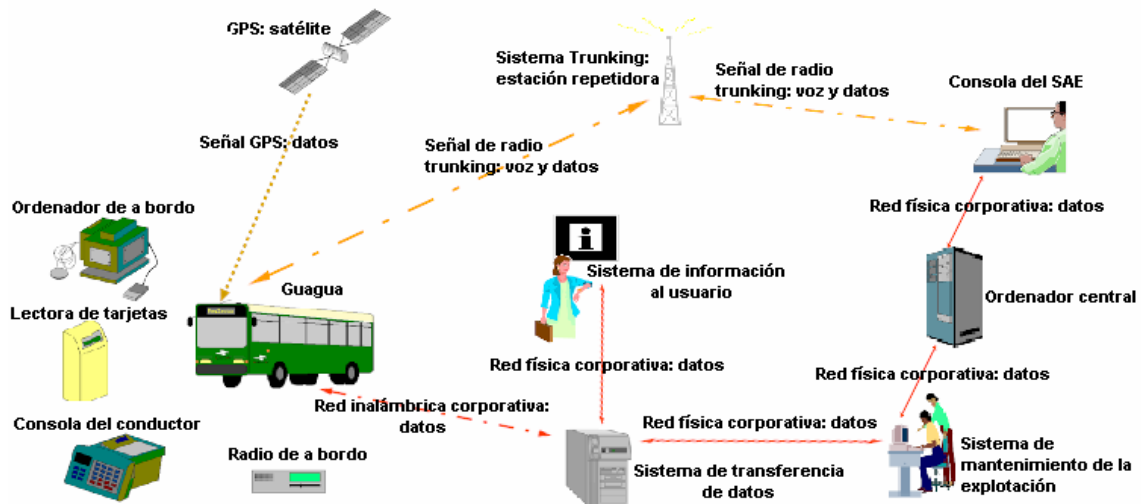 GPS: satélite
Sistema Trunking:
estación repetidora
Señal de radio
trunking: voz y datos
Consola del SAE
Señal GPS: datos
Señal de radio
trunking: voz y datos
Ordenador de a bordo
Red física corporativa: datos
Sistema de información
al usuario
Guagua
Ordenador central
Lectora de tarjetas
Red física corporativa: datos
Red física corporativa: datos
Red inalámbrica corporativa:
datos
Consola del conductor
Red física corporativa: datos
Radio de a bordo
Sistema de transferencia
de datos
Sistema de
mantenimiento de la
explotación